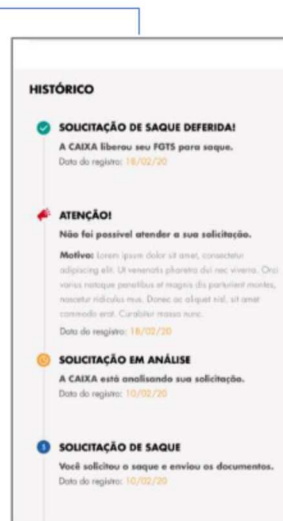 HISTÓRICO
SOLICITAÇÃO DE SAQUE DEFERIDA!
A CAIXA liberou seu FGTS para saque.
Data do registro: 18/02/20
ATENÇÃO!
Não foi possível atender a sua solicitação.
Motivo: Lorem ipsum dolor sit amet, consectetur
adipiscing elit. Ut venenatis pharetra dui nec viverra. Orci
varius natoque penatibus et magnis dis parturient montes,
nascetur ridiculus mus. Donec ac aliquet nisl, sit amet
commodo erat. Curabitur massa nunc.
Data do resgistro: 18/02/20
SOLICITAÇÃO EM ANÁLISE
A CAIXA está analisando sua solicitação.
Data do registro: 10/02/20
1 SOLICITAÇÃO DE SAQUE
Você solicitou o saque e enviou os documentos.
Data do registro: 10/02/20